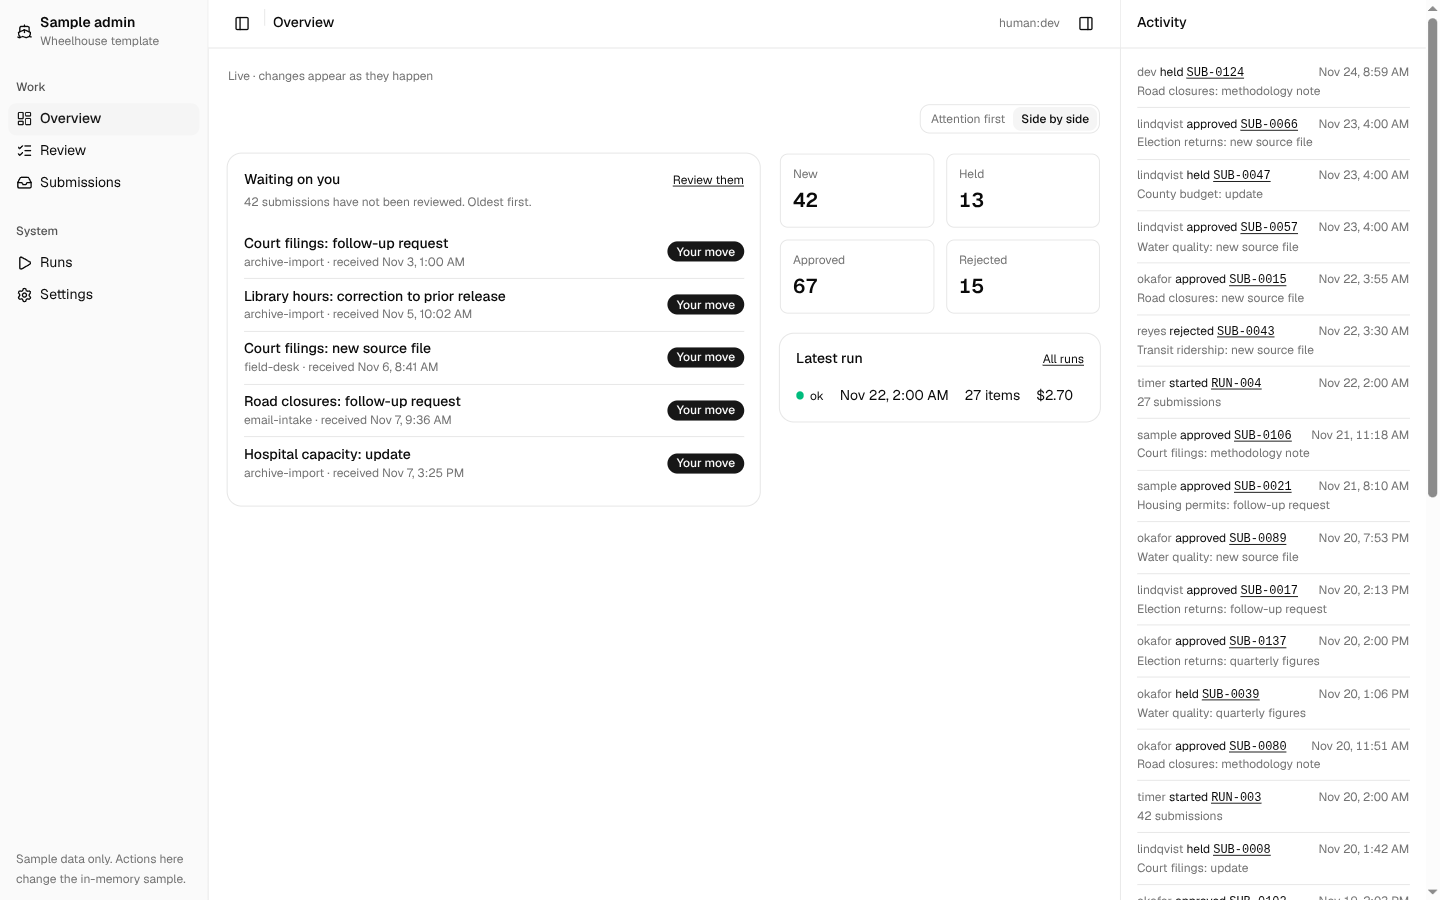 Sample admin
Wheelhouse template
Work
Overview
Review
Submissions
System
Runs
Settings
Sample data only. Actions here
change the in-memory sample.
Overview
human:dev
Live · changes appear as they happen
Attention first
Side by side
Waiting on you
Review them
42 submissions have not been reviewed. Oldest first.
Court filings: follow-up request
archive-import · received Nov 3, 1:00 AM
Your move
Library hours: correction to prior release
archive-import · received Nov 5, 10:02 AM
Your move
Court filings: new source file
field-desk · received Nov 6, 8:41 AM
Your move
Road closures: follow-up request
email-intake · received Nov 7, 9:36 AM
Your move
Hospital capacity: update
archive-import · received Nov 7, 3:25 PM
Your move
New
42
Held
13
Approved
67
Rejected
15
Latest run
All runs
ok Nov 22, 2:00 AM 27 items $2.70
Activity
dev held SUB-0124 Nov 24, 8:59 AM
Road closures: methodology note
lindqvist approved SUB-0066 Nov 23, 4:00 AM
Election returns: new source file
lindqvist held SUB-0047 Nov 23, 4:00 AM
County budget: update
lindqvist approved SUB-0057 Nov 23, 4:00 AM
Water quality: new source file
okafor approved SUB-0015 Nov 22, 3:55 AM
Road closures: new source file
reyes rejected SUB-0043 Nov 22, 3:30 AM
Transit ridership: new source file
timer started RUN-004 Nov 22, 2:00 AM
27 submissions
sample approved SUB-0106 Nov 21, 11:18 AM
Court filings: methodology note
sample approved SUB-0021 Nov 21, 8:10 AM
Housing permits: follow-up request
okafor approved SUB-0089 Nov 20, 7:53 PM
Water quality: new source file
lindqvist approved SUB-0017 Nov 20, 2:13 PM
Election returns: follow-up request
okafor approved SUB-0137 Nov 20, 2:00 PM
Election returns: quarterly figures
okafor held SUB-0039 Nov 20, 1:06 PM
Water quality: quarterly figures
okafor approved SUB-0080 Nov 20, 11:51 AM
Road closures: methodology note
timer started RUN-003 Nov 20, 2:00 AM
42 submissions
lindqvist held SUB-0008 Nov 20, 1:42 AM
Court filings: update